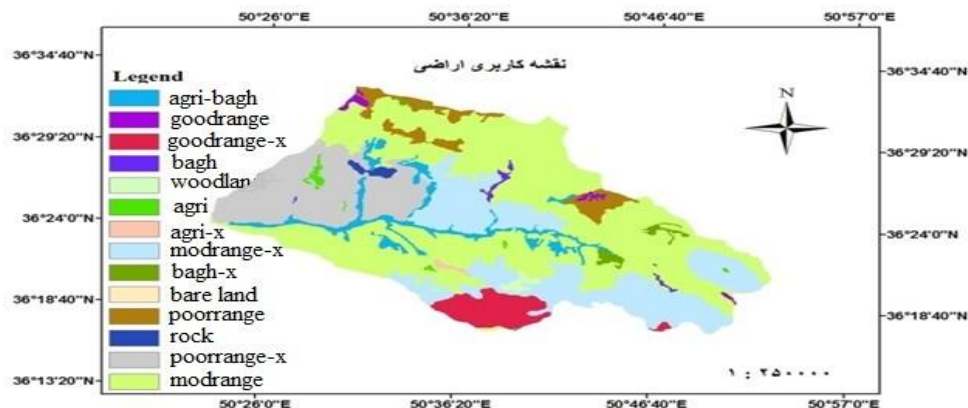 50°26'0"E 50°36'20"E 50°46'40"E 50°57'0"E
36°34'40"N
36°29'20"N
36°24'0"N
36°18'40"N
36°13'20"N
نقشه کاربری اراضی
Legend
agri-bagh
goodrange
goodrange-x
bagh
woodlan
agri
agri-x
modrange-x
bagh-x
bare land
poorrange
rock
poorrange-x
modrange
N
36°34'40"N
36°29'20"N
36°24'0"N
36°18'40"N
۱ : ۲۵۰۰۰۰
50°26'0"E 50°36'20"E 50°46'40"E 50°57'0"E